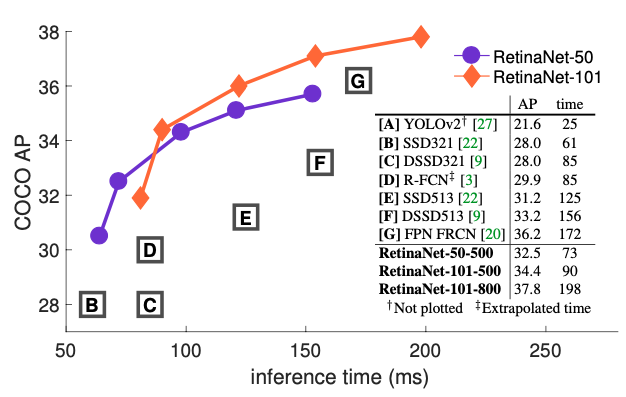 38
36
34
32
30
28
COCO AP
50
100
150
200
250
inference time (ms)
B
C
D
E
F
G
RetinaNet-50
RetinaNet-101
AP time
[A] YOLOv2† [27] 21.6 25
[B] SSD321 [22] 28.0 61
[C] DSSD321 [9] 28.0 85
[D] R-FCN‡ [3] 29.9 85
[E] SSD513 [22] 31.2 125
[F] DSSD513 [9] 33.2 156
[G] FPN FRCN [20] 36.2 172
RetinaNet-50-500 32.5 73
RetinaNet-101-500 34.4 90
RetinaNet-101-800 37.8 198
†Not plotted ‡Extrapolated time